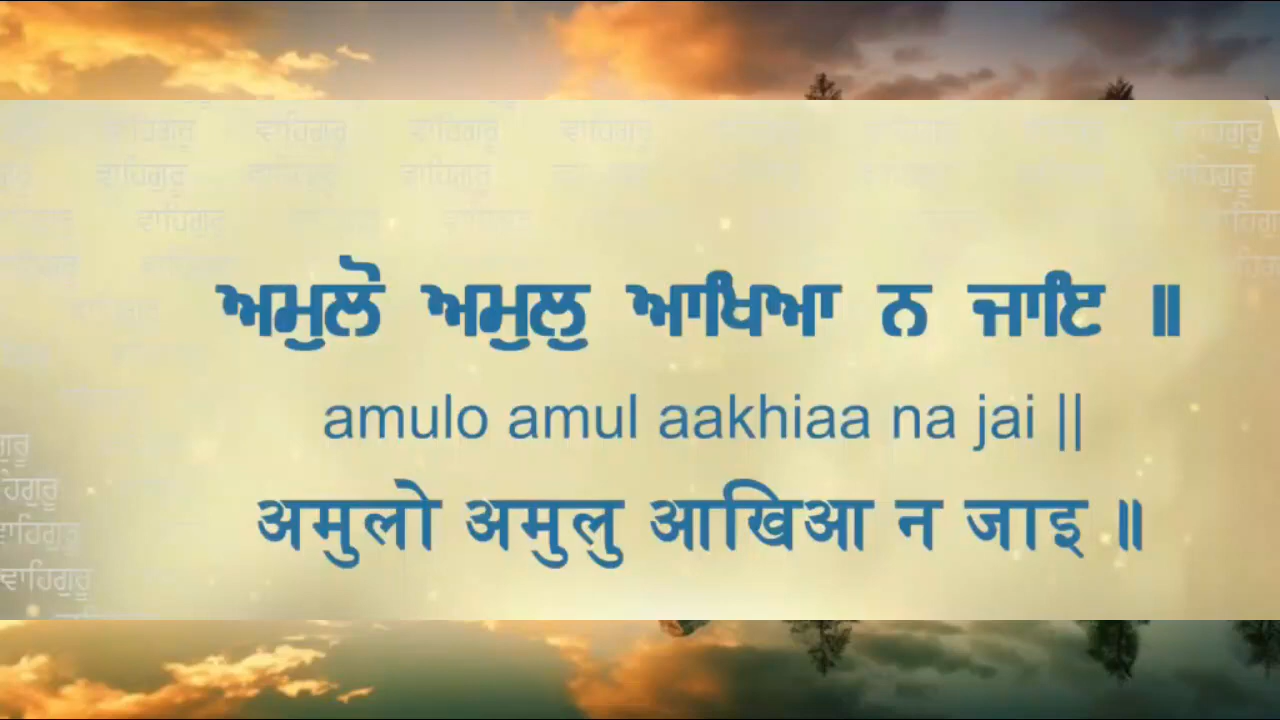 ਵਾਹਿਗੁਰੂ ਵਾਹਿਗੁਰੂ ਵਾਹਿਗੁਰੂ ਵਾਹਿਗੁਰੂ ਵਾਹਿਗੁਰੂ
ਵਾਹਿਗੁਰੂ ਵਾਹਿਗੁਰੂ ਵਾਹਿਗੁਰੂ ਵਾਹਿਗੁਰੂ ਵਾਹਿਗੁਰੂ
ਵਾਹਿਗੁਰੂ ਵਾਹਿਗੁਰੂ
ਅਮੁਲੋ ਅਮੁਲੁ ਆਖਿਆ ਨ ਜਾਇ ॥
amulo amul aakhiaa na jai ||
अमुलो अमुलु आखिआ न जाइ ॥
ਵਾਹਿਗੁਰੂ
ਵਾਹਿਗੁਰੂ